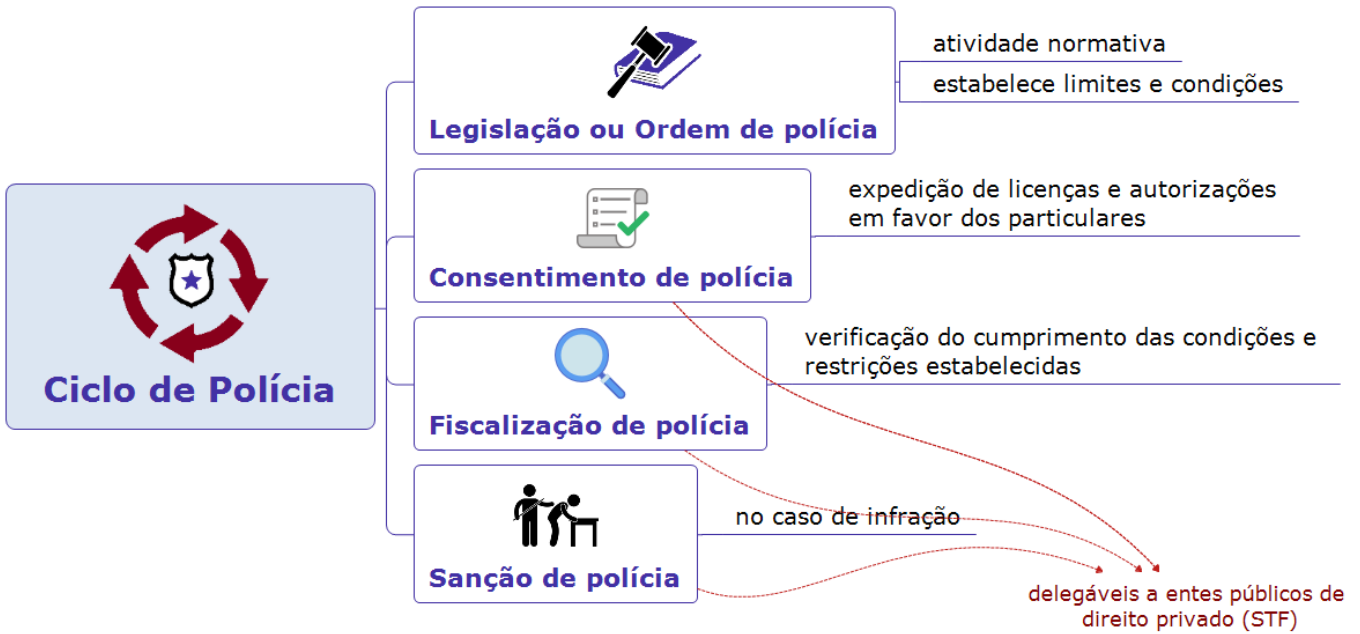 Ciclo de Polícia
Legislação ou Ordem de polícia
atividade normativa
estabelece limites e condições
Consentimento de polícia
expedição de licenças e autorizações
em favor dos particulares
Fiscalização de polícia
verificação do cumprimento das condições e
restrições estabelecidas
Sanção de polícia
no caso de infração
delegáveis a entes públicos de
direito privado (STF)